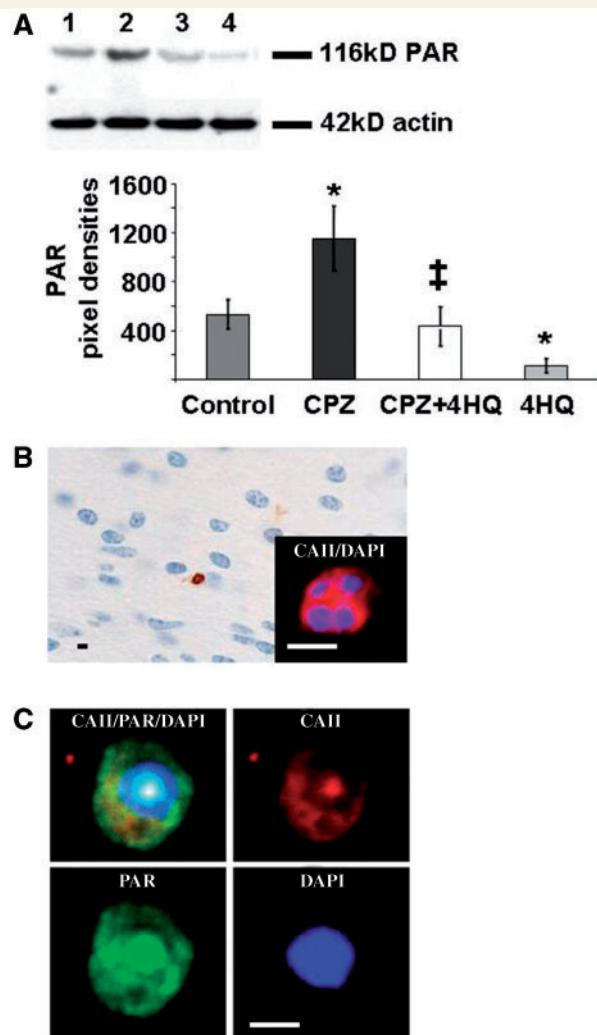 A
1 2 3 4
116kD PAR
42kD actin
PAR
pixel densities
1600
1200
800
400
*
‡
*
Control CPZ CPZ+4HQ 4HQ
B
CAII/DAPI
C
CAII/PAR/DAPI CAII
PAR DAPI